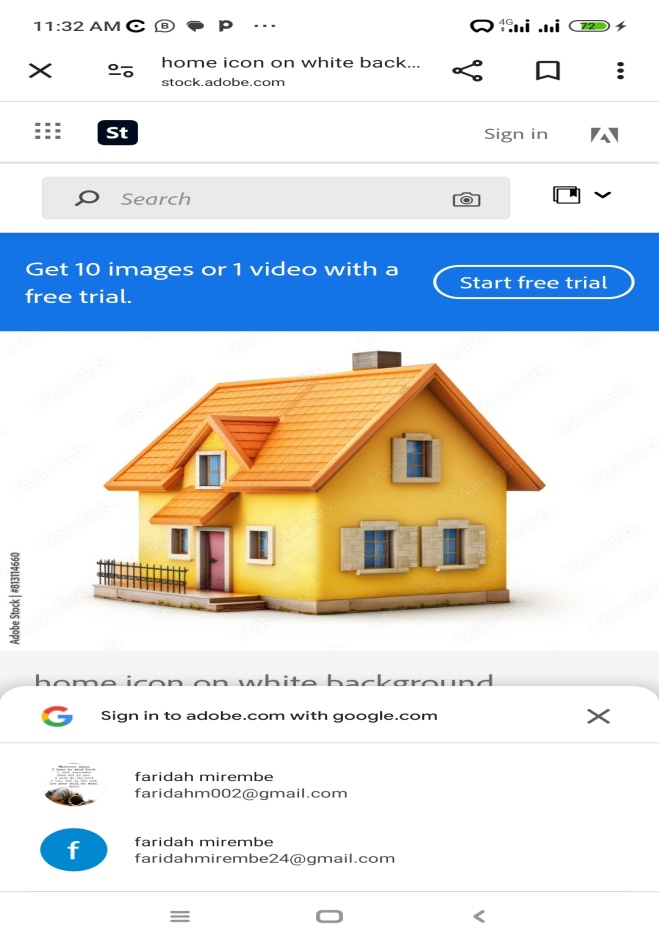 11:32 AM
4G
72
home icon on white back...
stock.adobe.com
St
Sign in
Search
Get 10 images or 1 video with a
free trial.
Start free trial
Adobe Stock | #813114660
home icon on white background
Sign in to adobe.com with google.com
faridah mirembe
faridahm002@gmail.com
f
faridah mirembe
faridahmirembe24@gmail.com